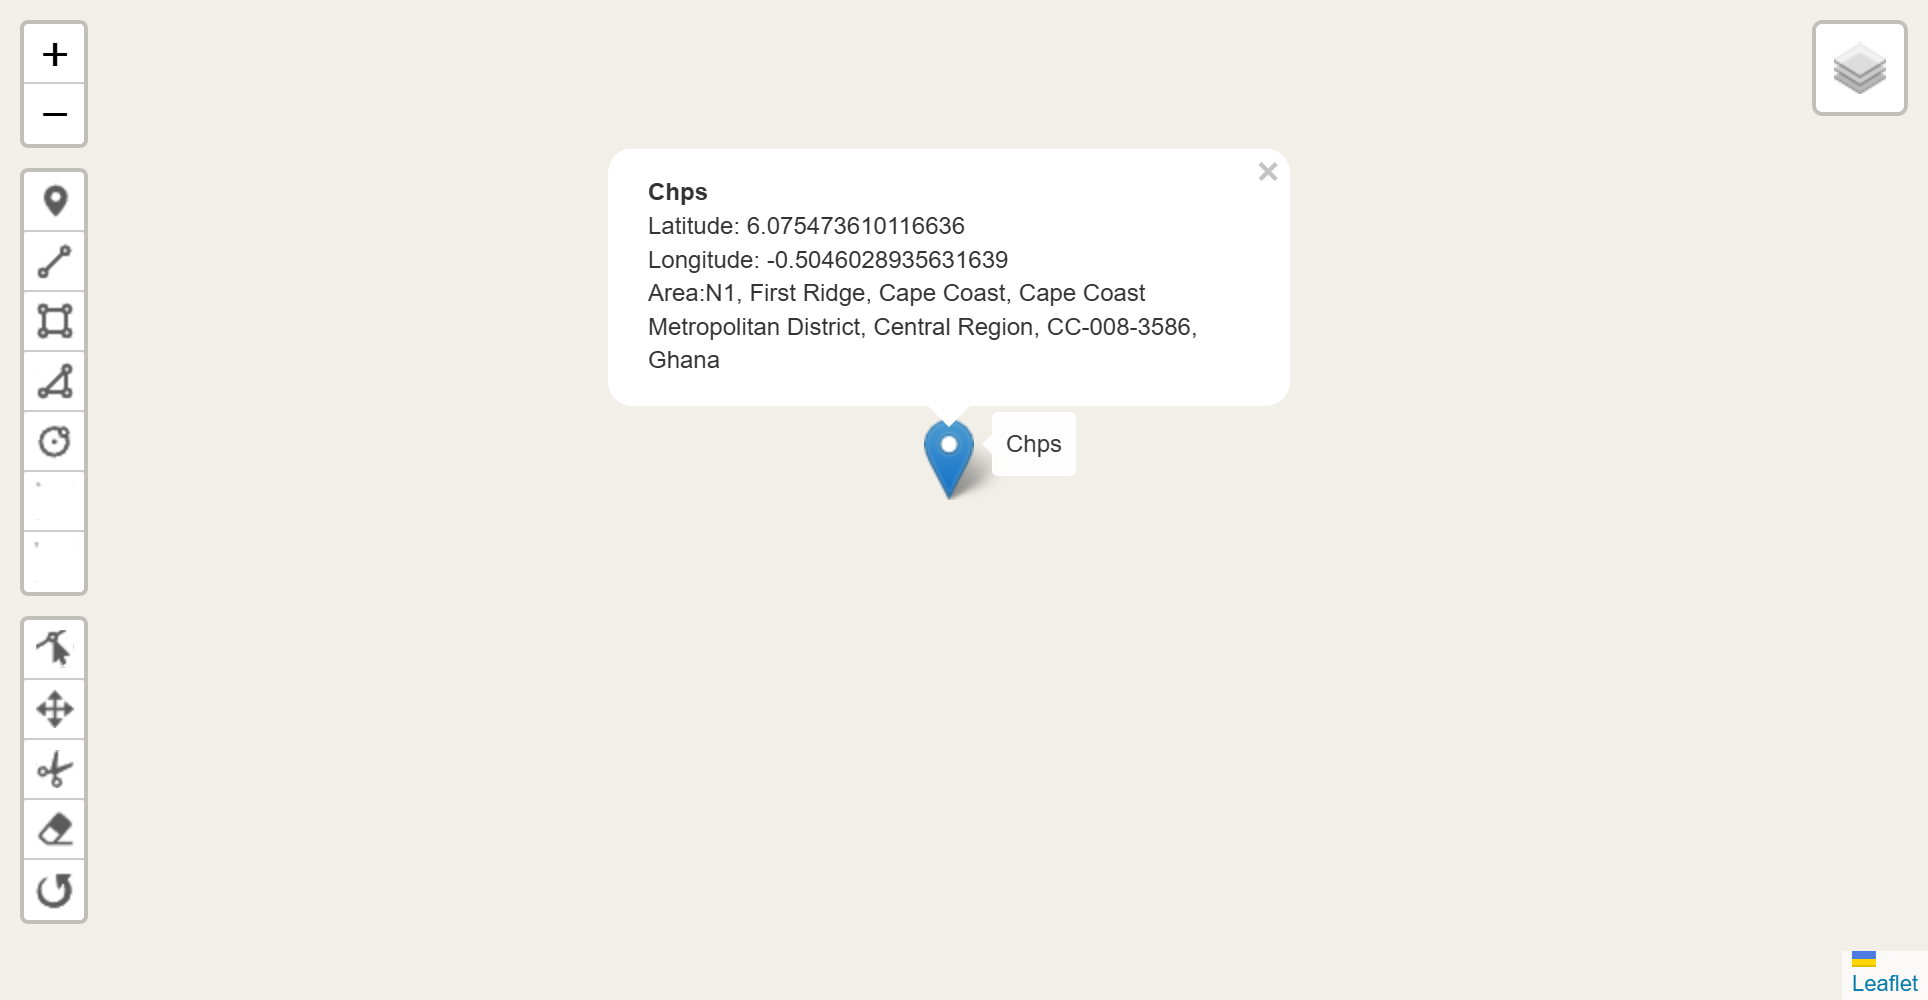 +
−
Chps
×
Latitude: 6.075473610116636
Longitude: -0.5046028935631639
Area:N1, First Ridge, Cape Coast, Cape Coast
Metropolitan District, Central Region, CC-008-3586,
Ghana
Chps
Leaflet